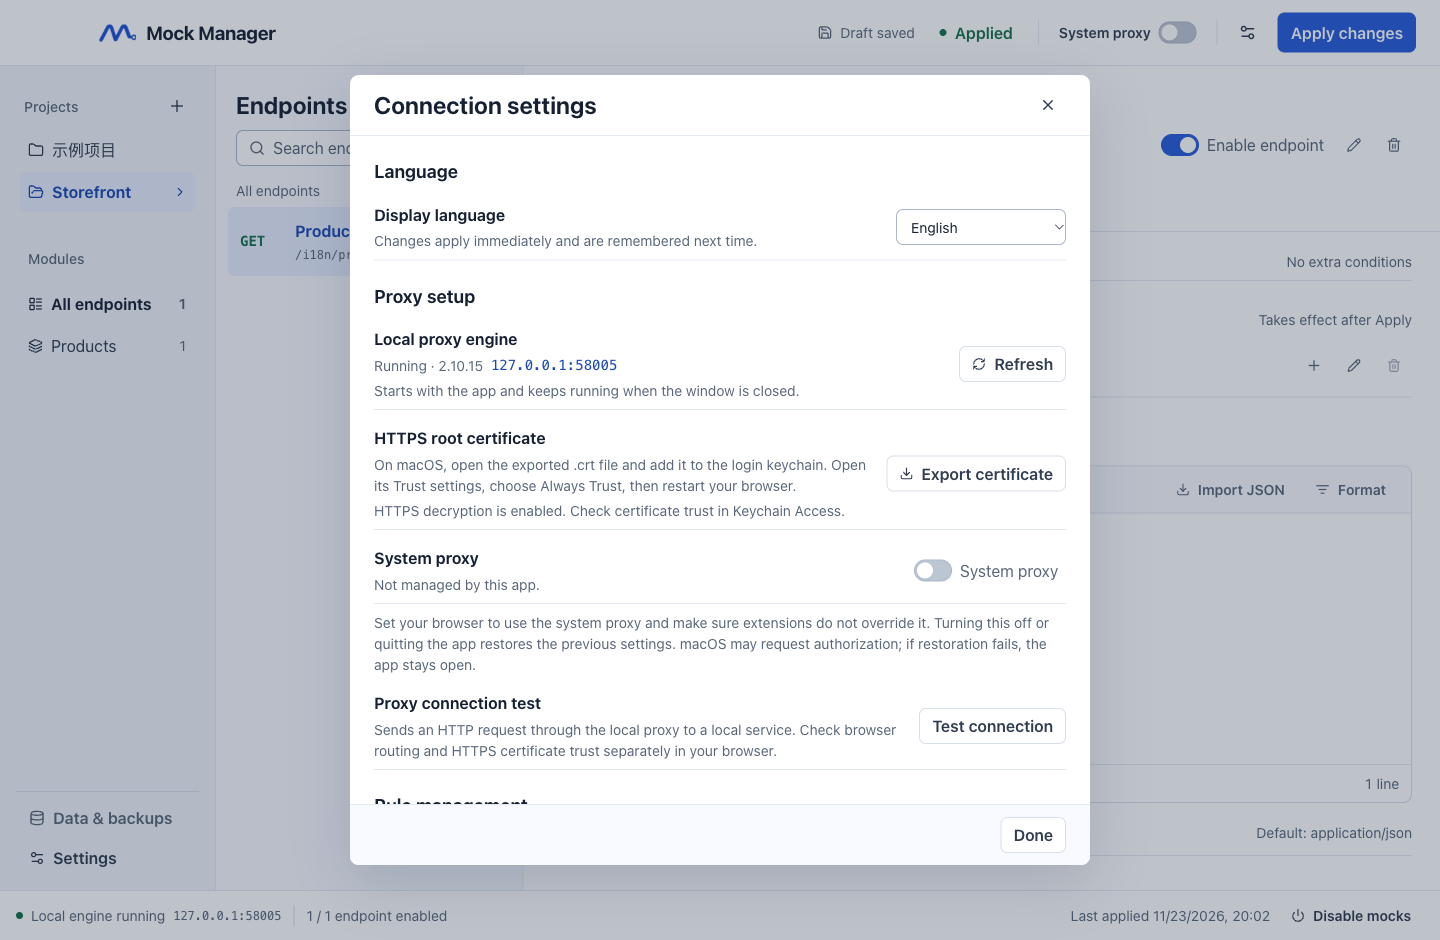 Mock Manager
Draft saved
Applied
System proxy
Apply changes
Projects
示例项目
Storefront
Modules
All endpoints 1
Products 1
Data & backups
Settings
Endpoints
All endpoints
GET
Enable endpoint
No extra conditions
Takes effect after Apply
Import JSON
Format
1 line
Default: application/json
Connection settings
Language
Display language
Changes apply immediately and are remembered next time.
English
Proxy setup
Local proxy engine
Running · 2.10.15 127.0.0.1:58005
Starts with the app and keeps running when the window is closed.
Refresh
HTTPS root certificate
On macOS, open the exported .crt file and add it to the login keychain. Open
its Trust settings, choose Always Trust, then restart your browser.
HTTPS decryption is enabled. Check certificate trust in Keychain Access.
Export certificate
System proxy
Not managed by this app.
System proxy
Set your browser to use the system proxy and make sure extensions do not override it. Turning this off or
quitting the app restores the previous settings. macOS may request authorization; if restoration fails, the
app stays open.
Proxy connection test
Sends an HTTP request through the local proxy to a local service. Check browser
routing and HTTPS certificate trust separately in your browser.
Test connection
Rule management
Done
Local engine running 127.0.0.1:58005
1 / 1 endpoint enabled
Last applied 11/23/2026, 20:02
Disable mocks